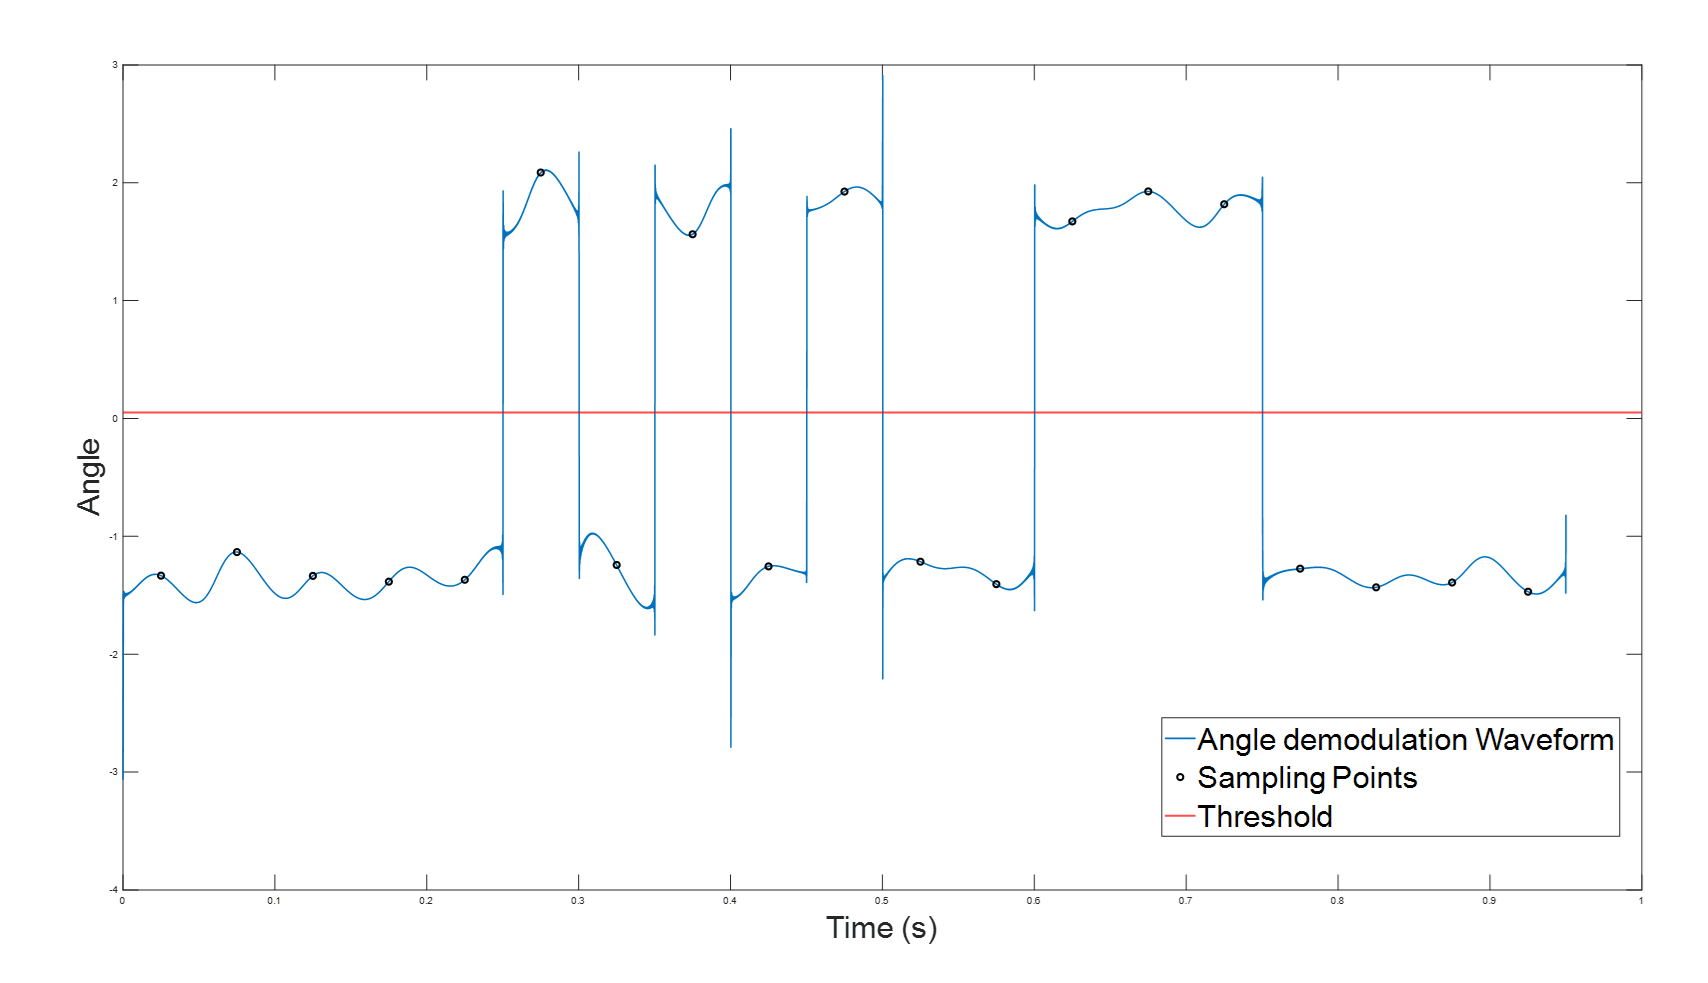 3
2
1
0
-1
-2
-3
-4
Angle
0 0.1 0.2 0.3 0.4 0.5 0.6 0.7 0.8 0.9 1
Time (s)
Angle demodulation Waveform
Sampling Points
Threshold